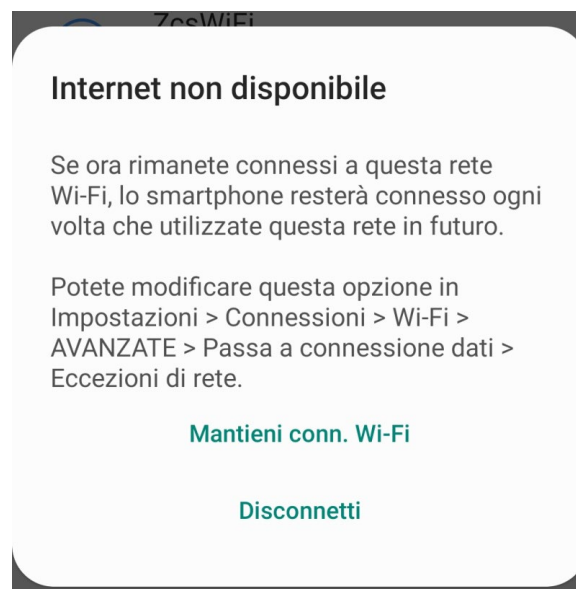 ZcsWiFi
Internet non disponibile
Se ora rimanete connessi a questa rete
Wi-Fi, lo smartphone resterà connesso ogni
volta che utilizzate questa rete in futuro.
Potete modificare questa opzione in
Impostazioni > Connessioni > Wi-Fi >
AVANZATE > Passa a connessione dati >
Eccezioni di rete.
Mantieni conn. Wi-Fi
Disconnetti